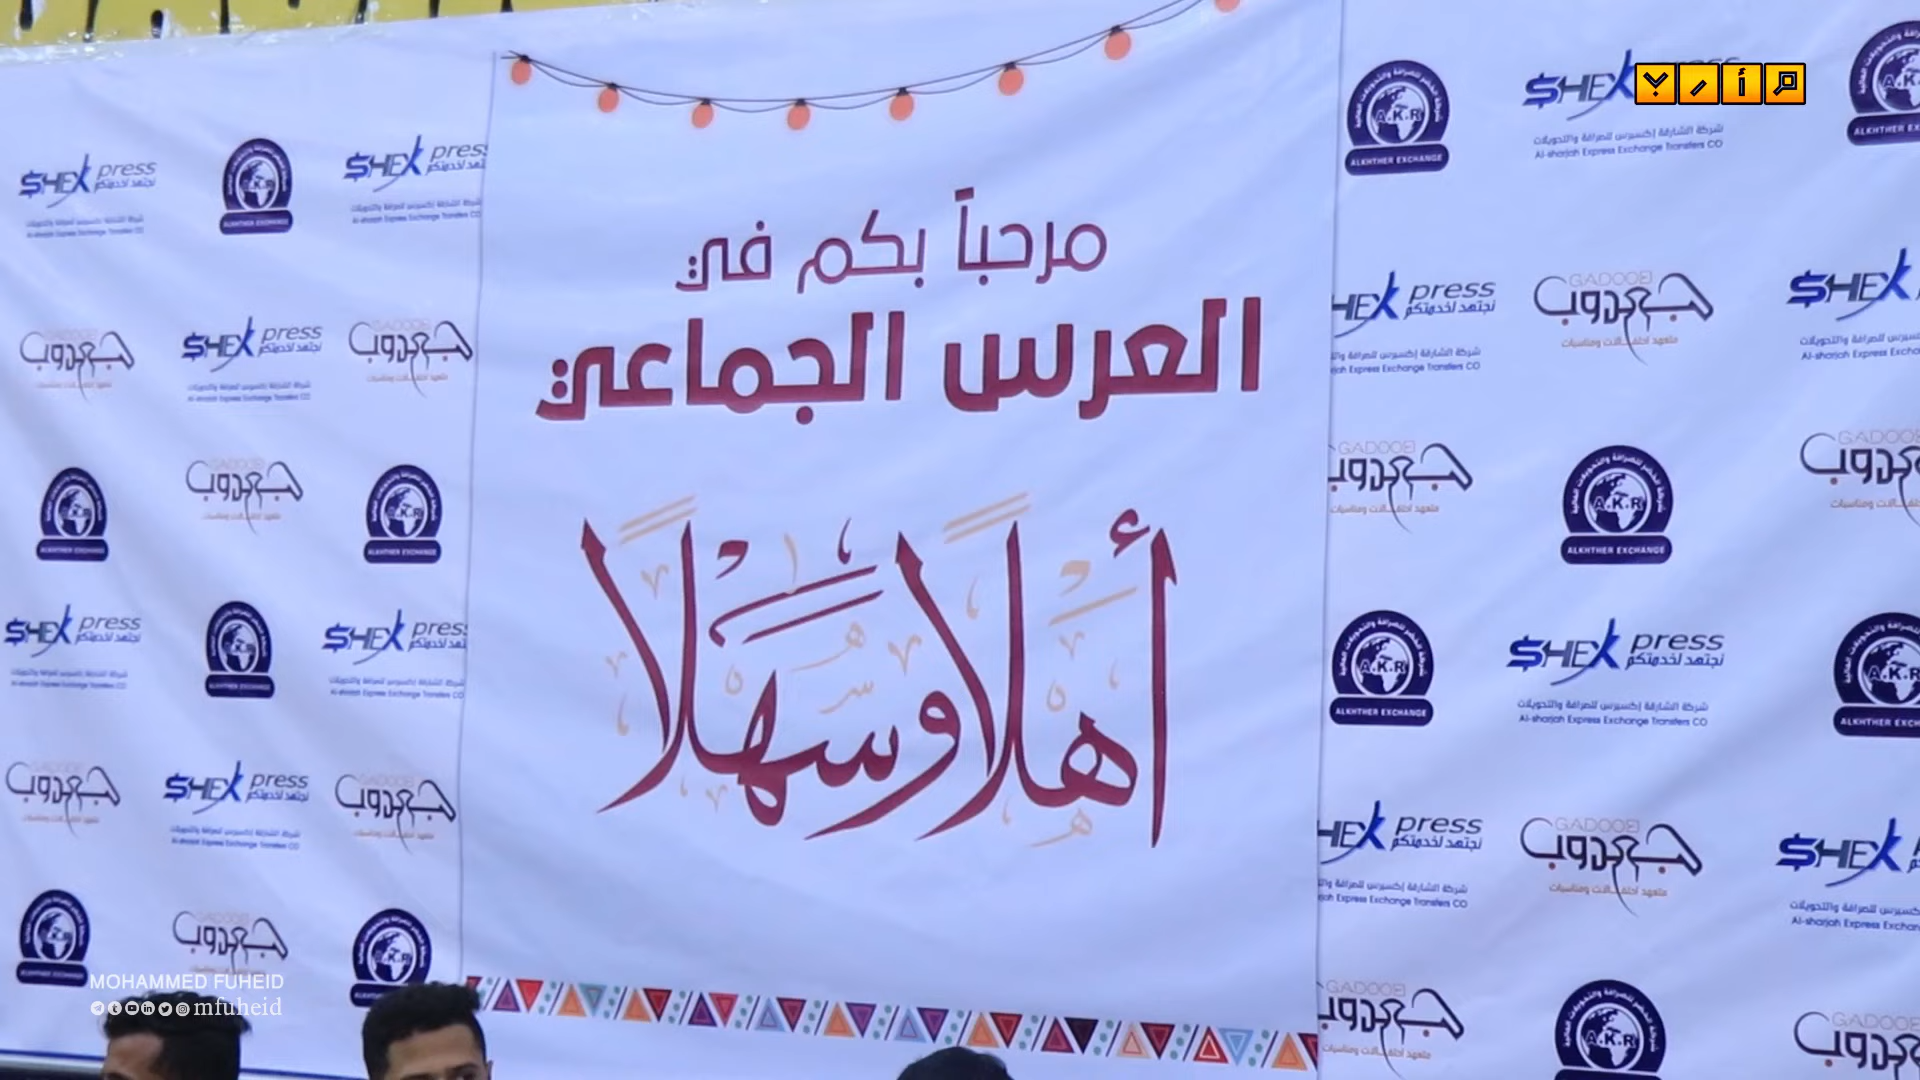 مأرب
مرحباً بكم في
العرس الجماعي
أهلاً وسهلاً
$HEX press
نجتهد لخدمتكم
شركة الشارقة إكسبرس للصرافة والتحويلات
Al-sharjah Express Exchange Transfers CO
A.K.R
ALKHTHER EXCHANGE
جعدوب
متعهد احتفالات ومناسبات
MOHAMMED FUHEID
mfuheid